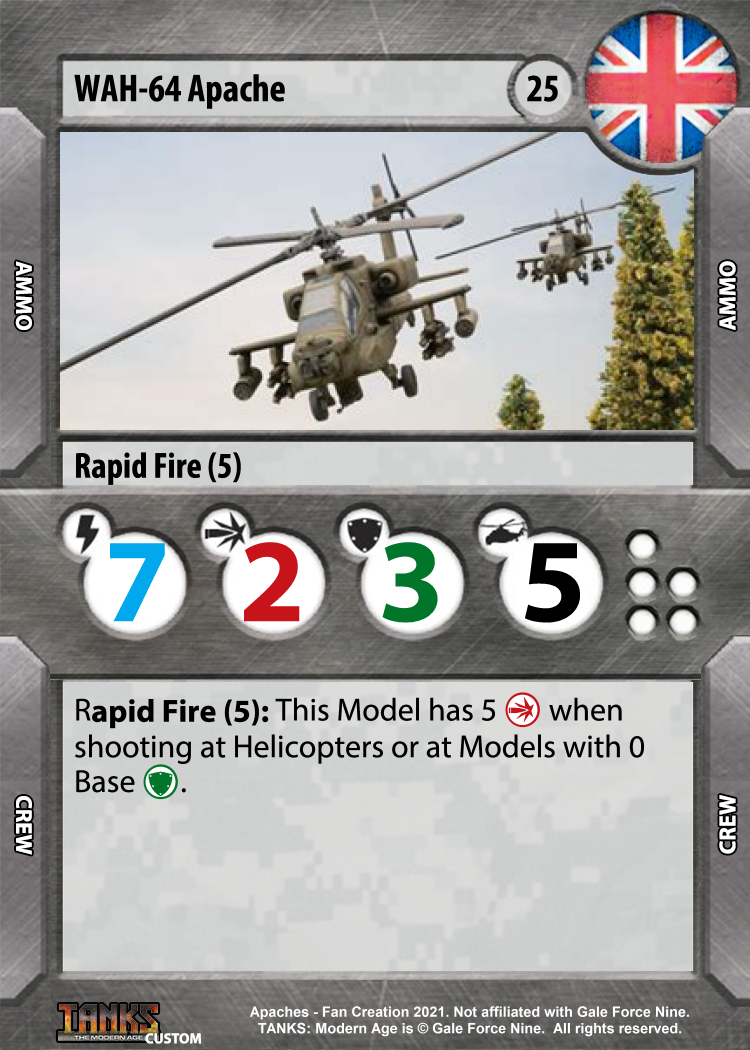 WAH-64 Apache
25
AMMO
AMMO
Rapid Fire (5)
7 2 3 5
Rapid Fire (5): This Model has 5 when
shooting at Helicopters or at Models with 0
Base .
CREW
CREW
TANKS
THE MODERN AGE
CUSTOM
Apaches - Fan Creation 2021. Not affiliated with Gale Force Nine.
TANKS: Modern Age is © Gale Force Nine. All rights reserved.